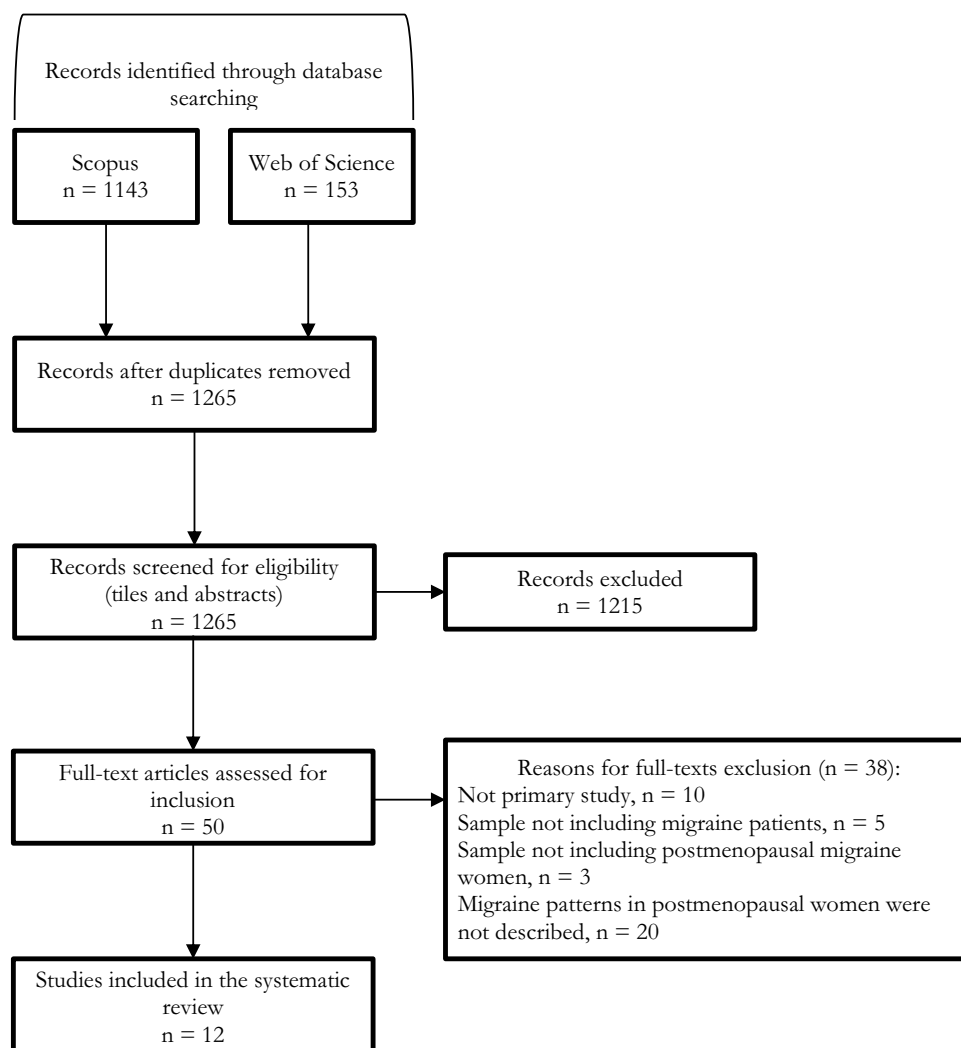 Records identified through database
searching
Scopus
n = 1143
Web of Science
n = 153
Records after duplicates removed
n = 1265
Records screened for eligibility
(tiles and abstracts)
n = 1265
Records excluded
n = 1215
Full-text articles assessed for
inclusion
n = 50
Reasons for full-texts exclusion (n = 38):
Not primary study, n = 10
Sample not including migraine patients, n = 5
Sample not including postmenopausal migraine
women, n = 3
Migraine patterns in postmenopausal women were
not described, n = 20
Studies included in the systematic
review
n = 12